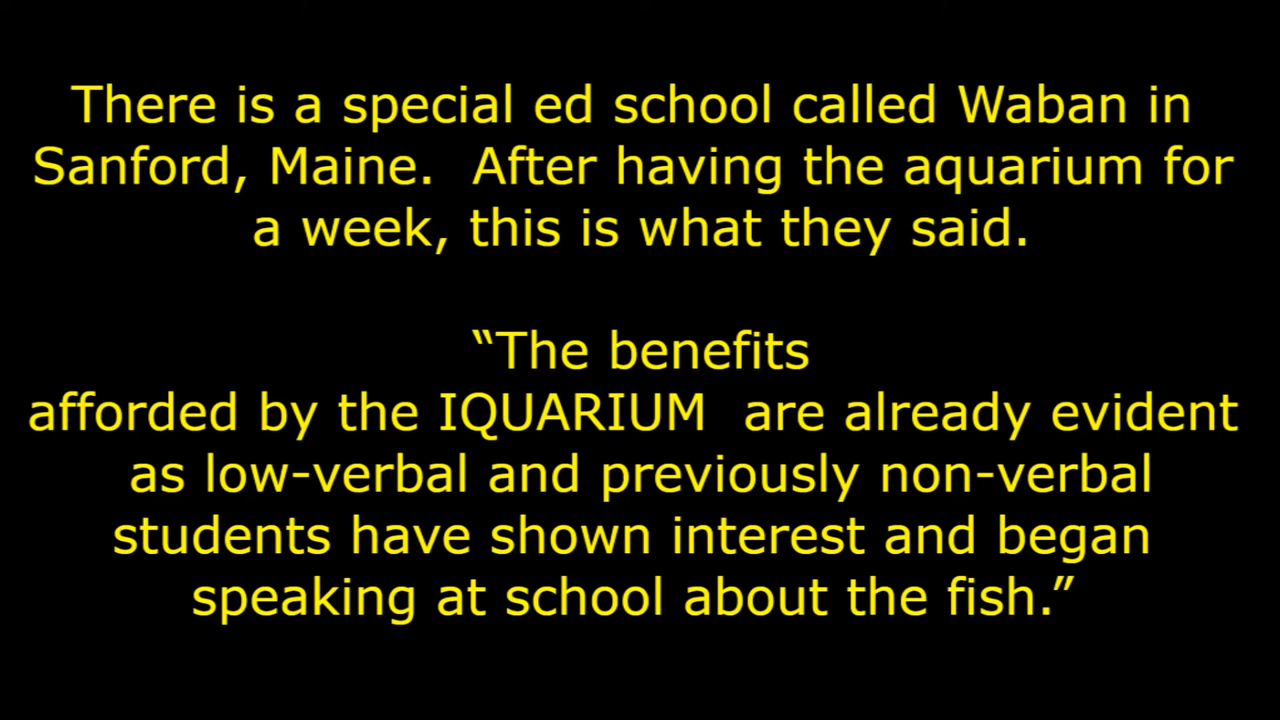 There is a special ed school called Waban in
Sanford, Maine.  After having the aquarium for
a week, this is what they said.
“The benefits
afforded by the IQUARIUM  are already evident
as low-verbal and previously non-verbal
students have shown interest and began
speaking at school about the fish.”